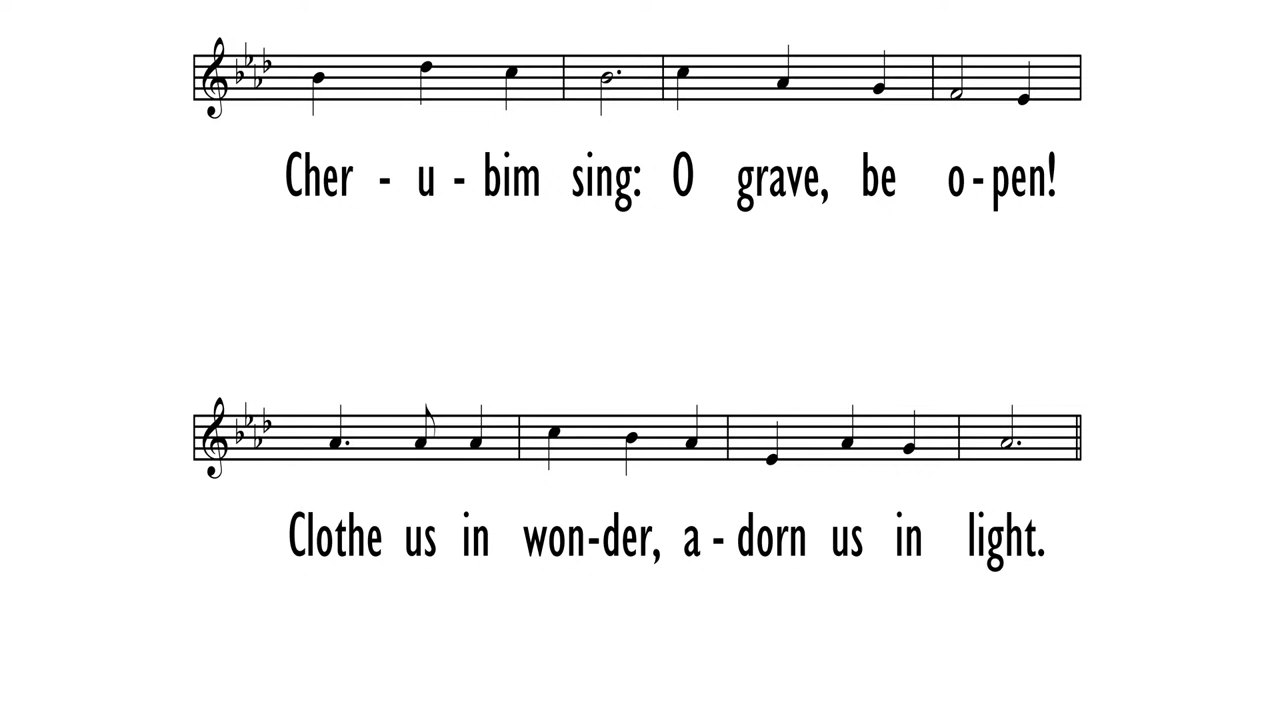 Cher - u - bim sing: O grave, be o - pen!
Clothe us in won-der, a - dorn us in light.